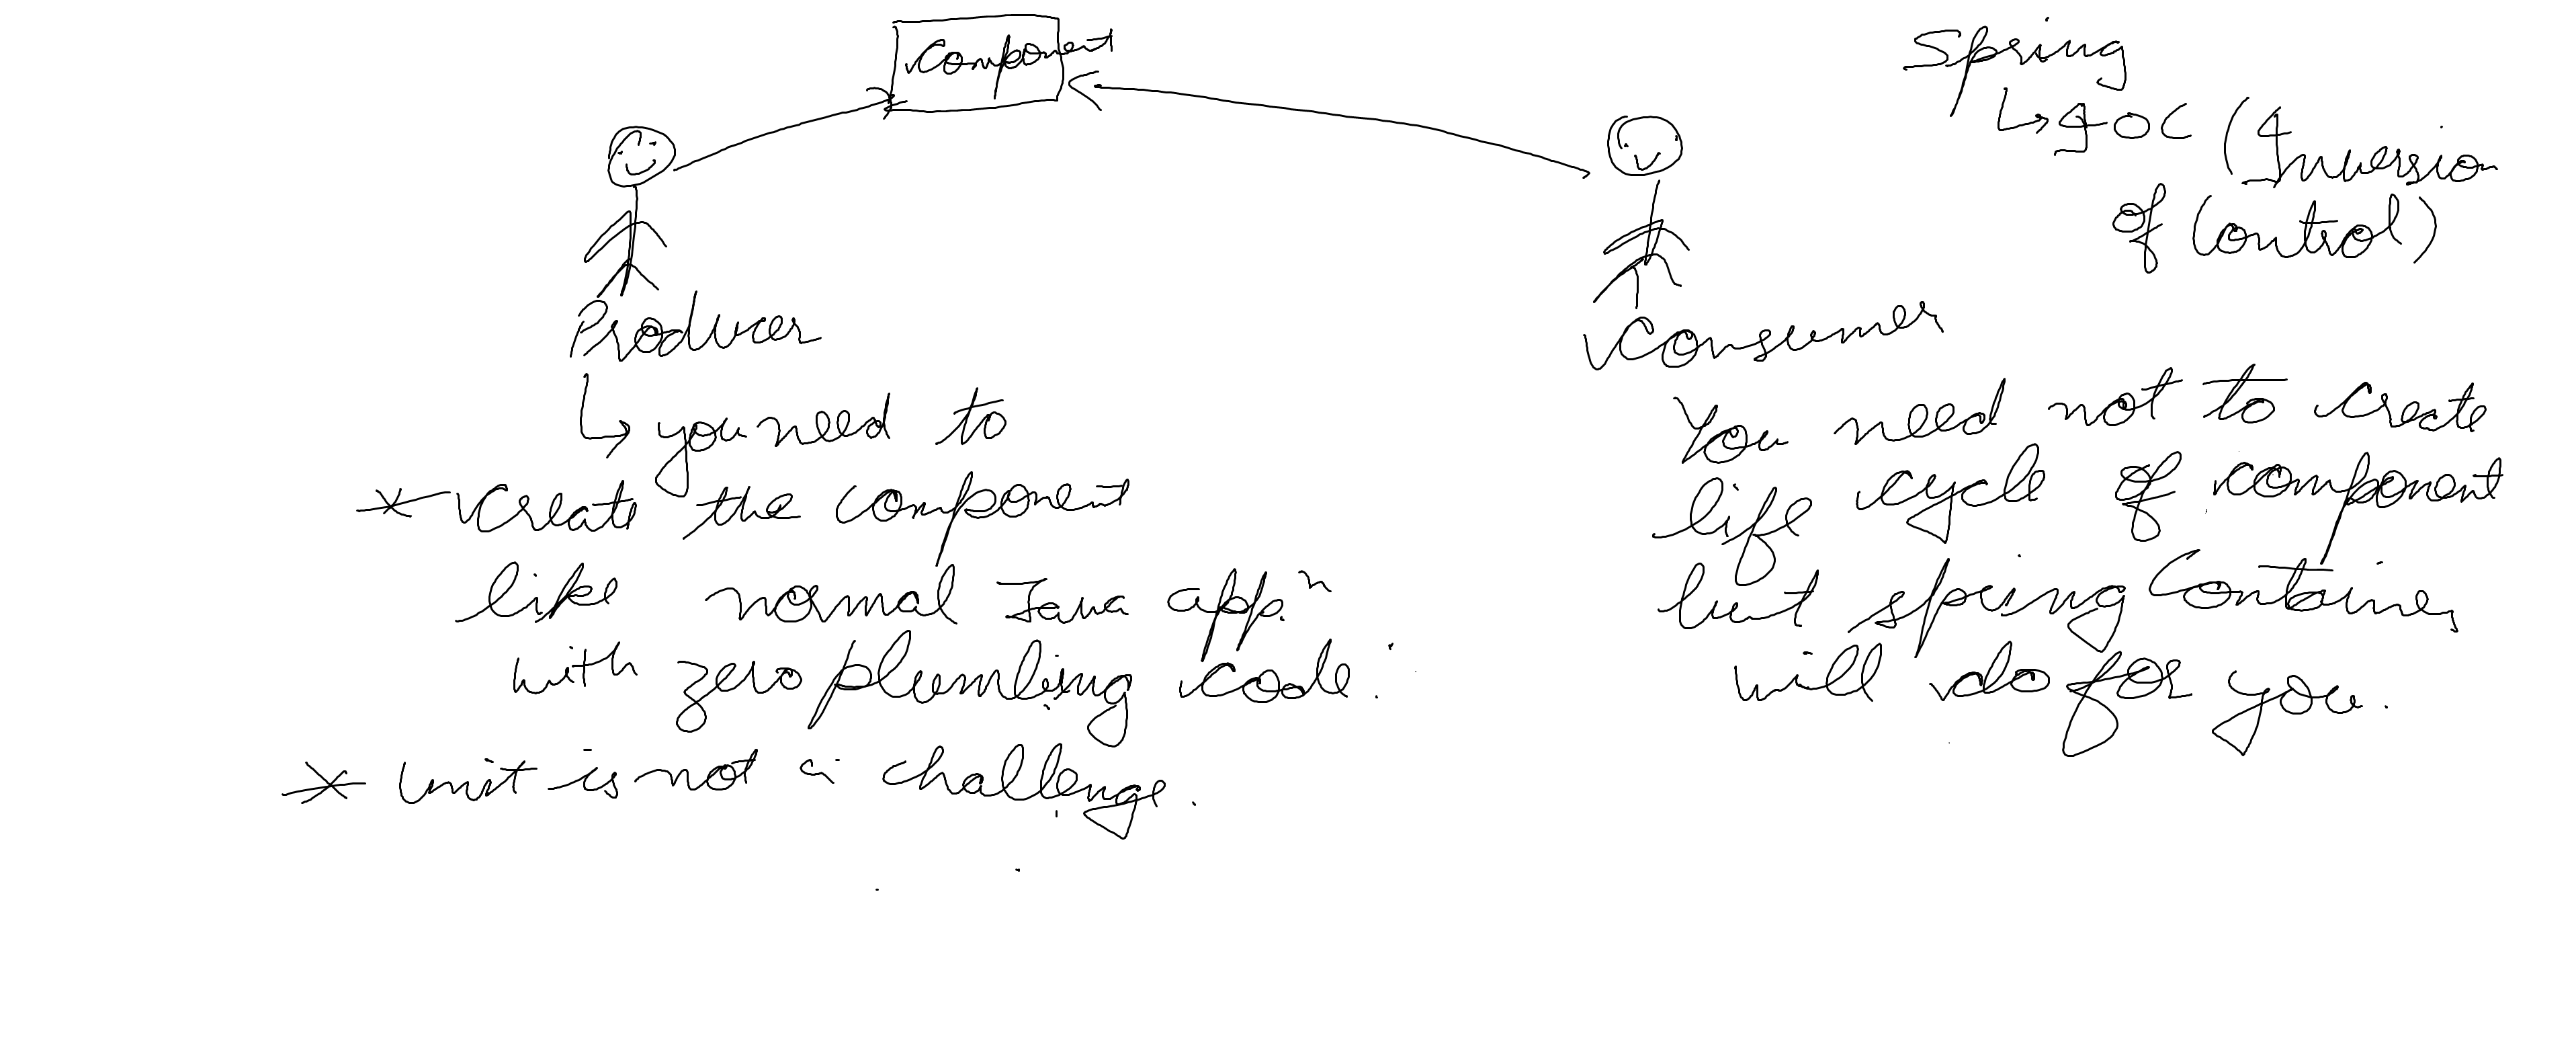 Component
Spring
↳ IOC (Inversion
of Control)
Producer
↳ you need to
* create the component
like normal Java appⁿ
with zero plumbing code.
* Unit is not a challenge.
Consumer
You need not to create
life cycle of component
but spring Container
will do for you.